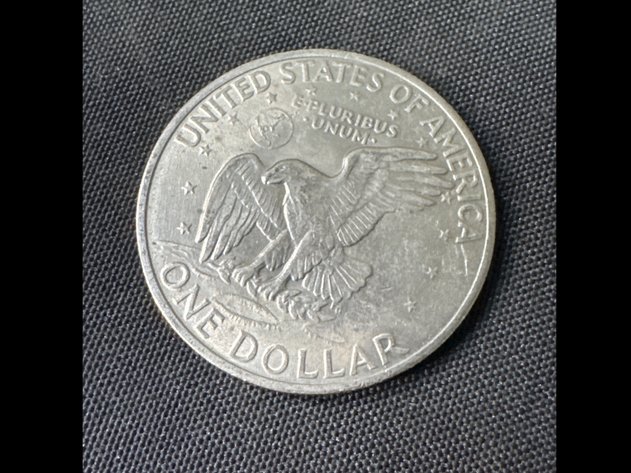 UNITED STATES OF AMERICA
E PLURIBUS
·UNUM·
ONE DOLLAR